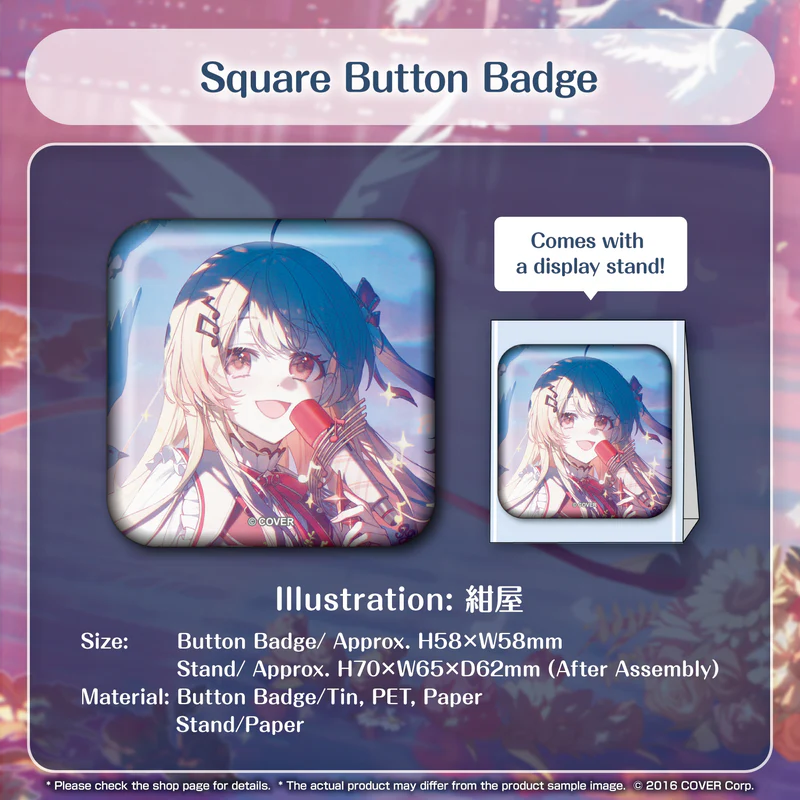 Square Button Badge
Comes with
a display stand!
© COVER
Illustration: 紺屋
Size: Button Badge/ Approx. H58×W58mm
Stand/ Approx. H70×W65×D62mm (After Assembly)
Material: Button Badge/Tin, PET, Paper
Stand/Paper
* Please check the shop page for details. * The actual product may differ from the product sample image. © 2016 COVER Corp.